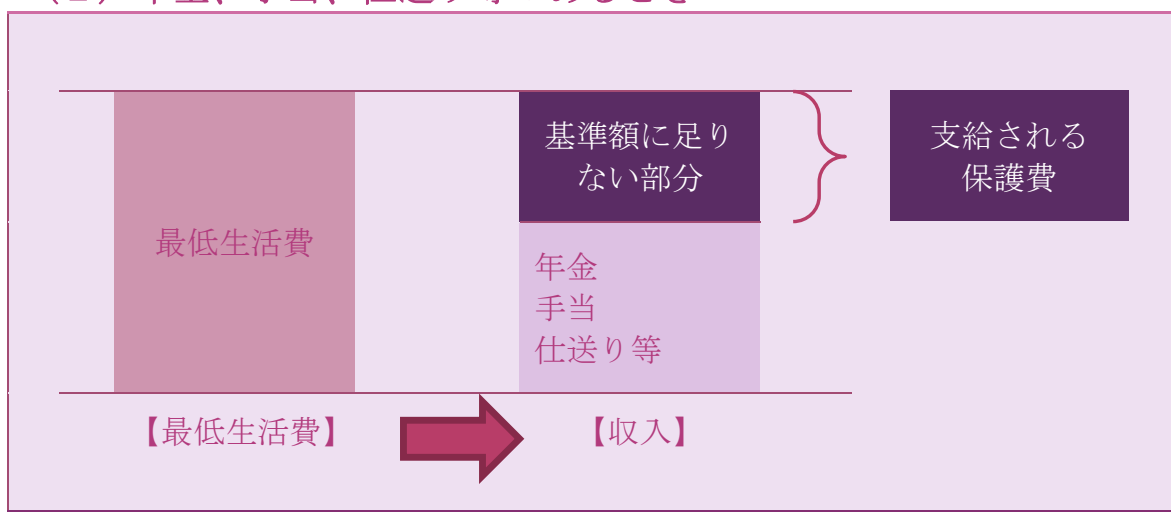 基準額に足り
ない部分
支給される
保護費
最低生活費
年金
手当
仕送り等
【最低生活費】
【収入】